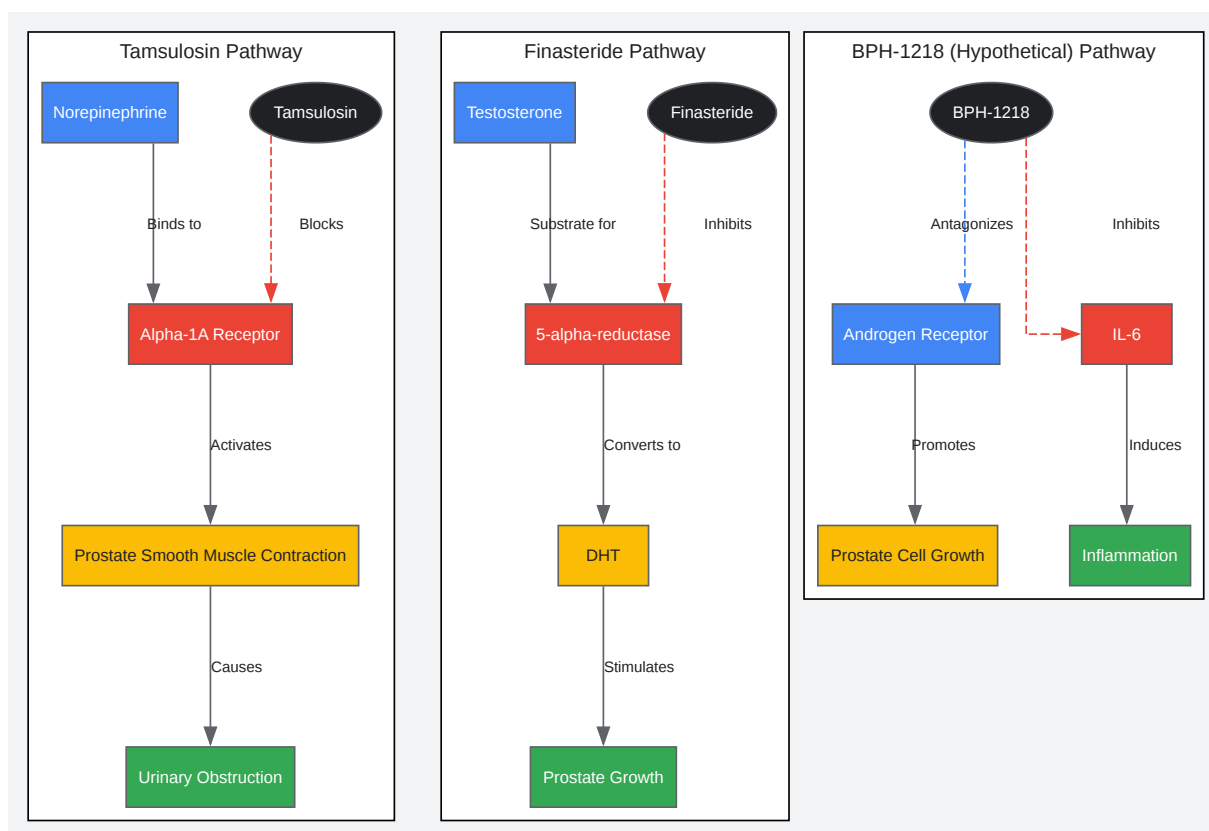 Tamsulosin Pathway
Norepinephrine
Tamsulosin
Binds to
Blocks
Alpha-1A Receptor
Activates
Prostate Smooth Muscle Contraction
Causes
Urinary Obstruction
Finasteride Pathway
Testosterone
Finasteride
Substrate for
Inhibits
5-alpha-reductase
Converts to
DHT
Stimulates
Prostate Growth
BPH-1218 (Hypothetical) Pathway
BPH-1218
Antagonizes
Inhibits
Androgen Receptor
IL-6
Promotes
Induces
Prostate Cell Growth
Inflammation